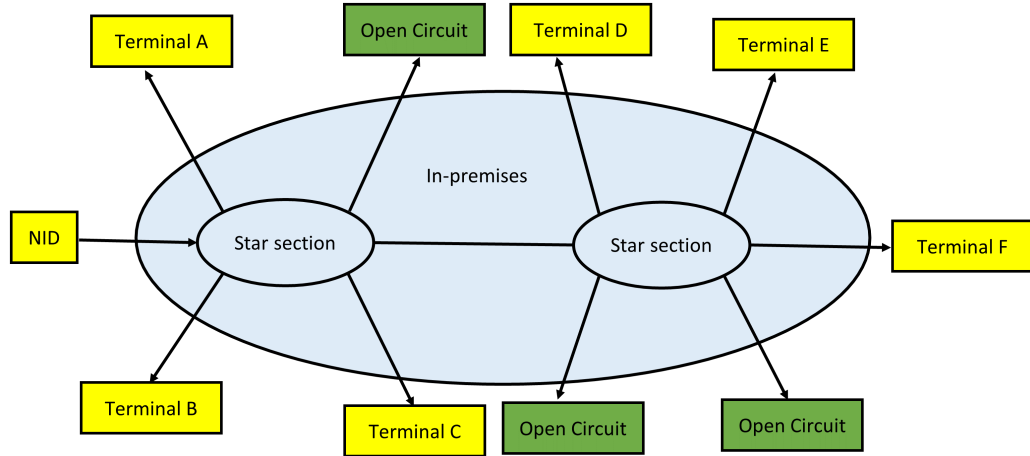 Terminal A
Open Circuit
Terminal D
Terminal E
In-premises
NID
Star section
Star section
Terminal F
Terminal B
Terminal C
Open Circuit
Open Circuit